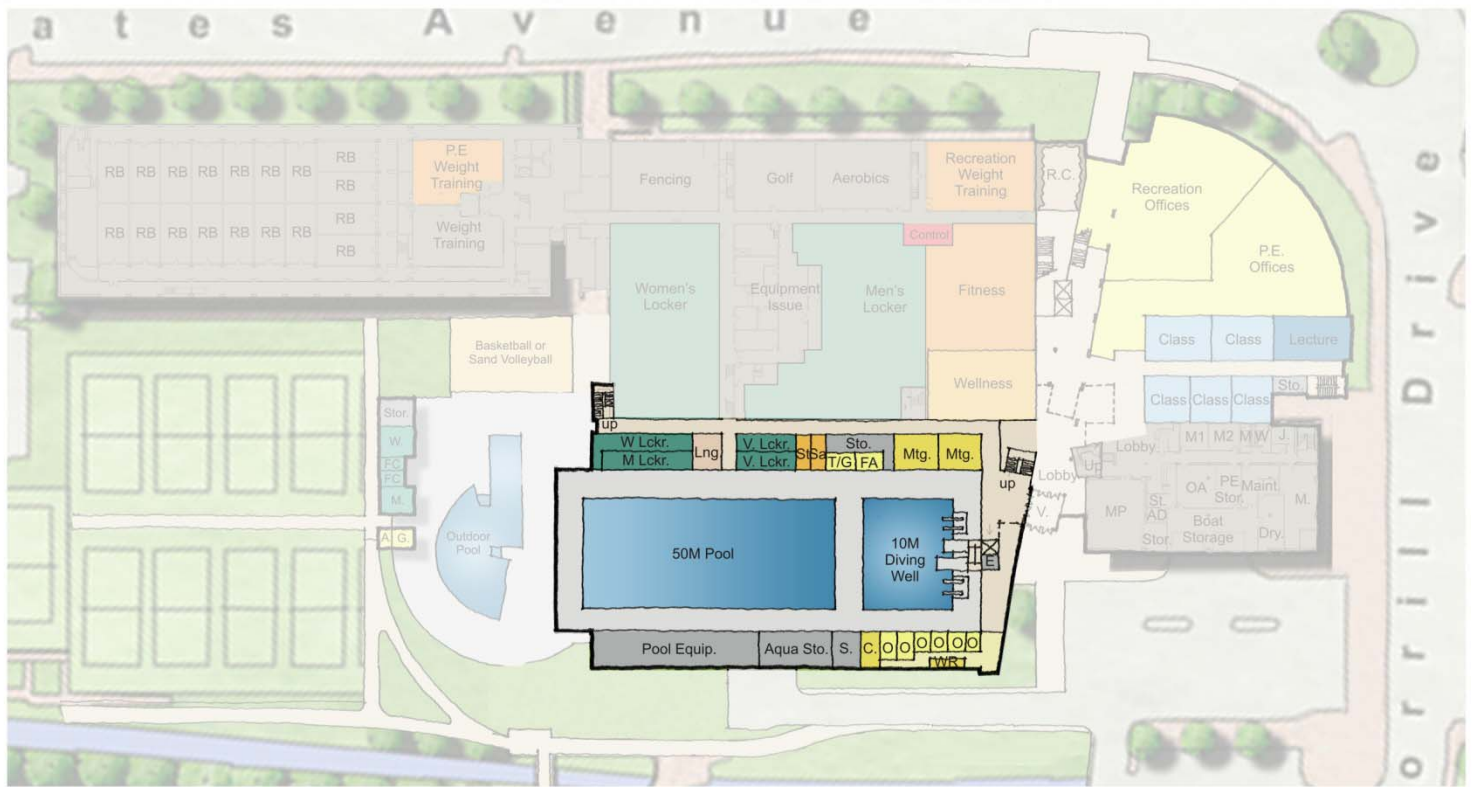 ates Avenue
RB RB RB RB RB RB RB RB
RB
RB RB RB RB RB RB RB RB
RB
P.E
Weight
Training
Weight
Training
Fencing
Golf
Aerobics
Recreation
Weight
Training
R.C.
Recreation
Offices
P.E.
Offices
Women's
Locker
Equipment
Issue
Men's
Locker
Control
Fitness
Wellness
Class
Class
Lecture
Class
Class
Class
Sto.
Basketball or
Sand Volleyball
Stor.
W
FC
FC
M.
A.
G.
Outdoor
Pool
up
W Lckr.
M Lckr.
Lng.
V. Lckr.
V. Lckr.
St
Sa
Sto.
T/G
FA
Mtg.
Mtg.
up
50M Pool
10M
Diving
Well
E
Pool Equip.
Aqua Sto.
S.
C.
O O O O O O O
WR
Lobby
V.
Lobby.
Up
M1
M2
M
W
J.
MP
St.
AD
Stor.
OA
PE
Stor.
Maint.
M.
Boat
Storage
Dry.
orrill Drive